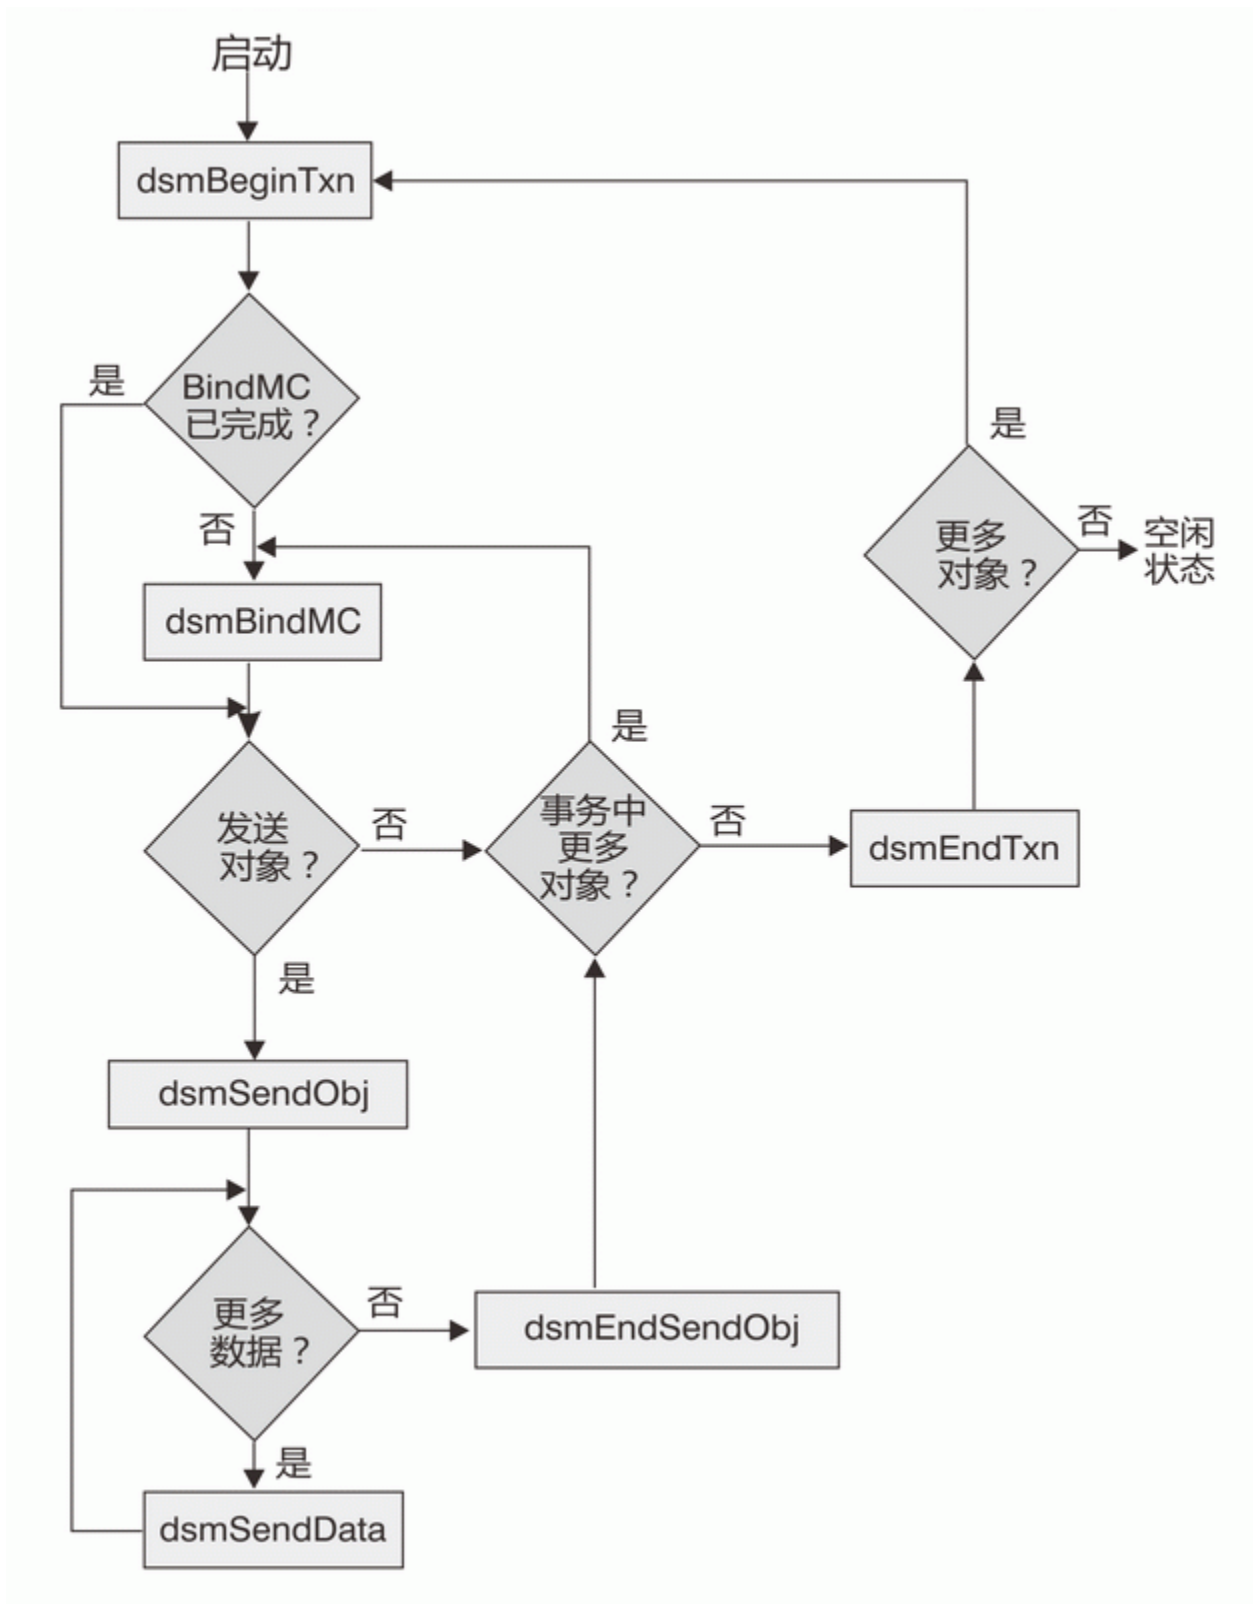 启动
dsmBeginTxn
是
BindMC
已完成？
否
dsmBindMC
是
更多
对象？
否
空闲
状态
发送
对象？
否
是
事务中
更多
对象？
否
dsmEndTxn
是
dsmSendObj
更多
数据？
否
dsmEndSendObj
是
dsmSendData